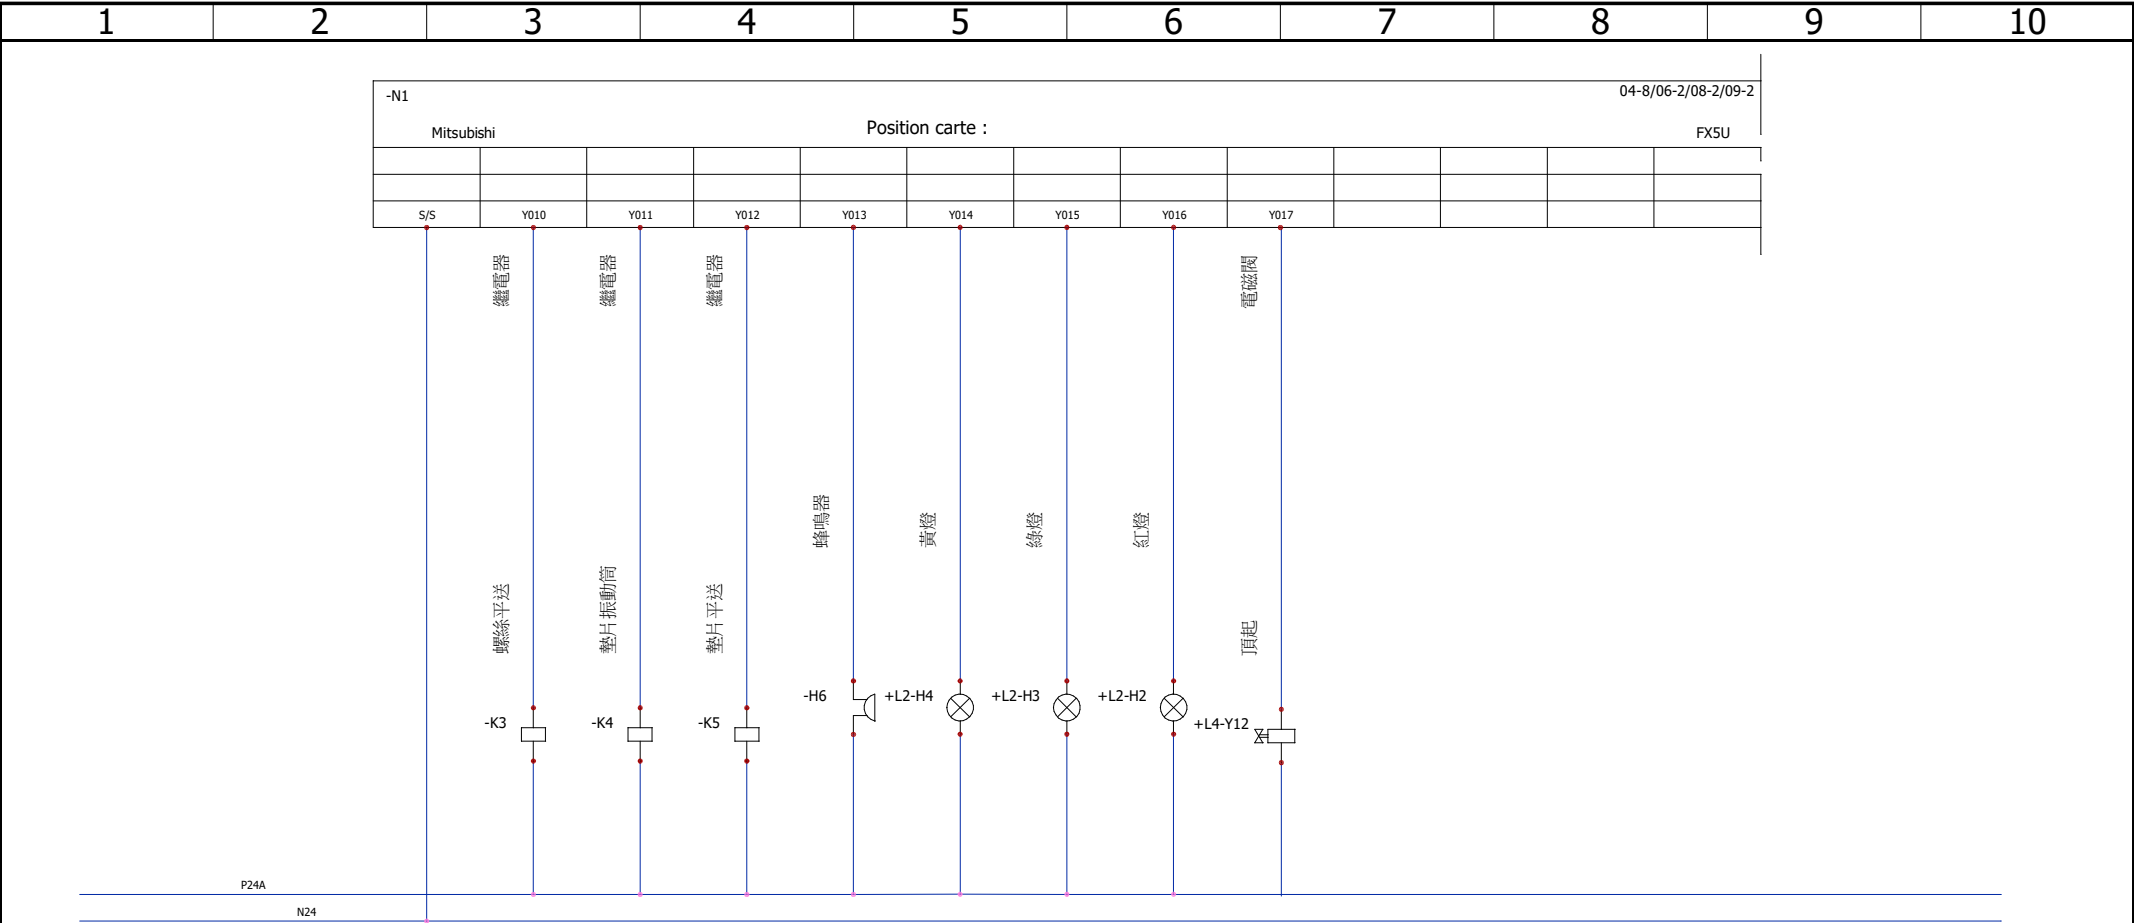 1 2 3 4 5 6 7 8 9 10
-N1 04-8/06-2/08-2/09-2
Mitsubishi Position carte : FX5U
S/S Y010 Y011 Y012 Y013 Y014 Y015 Y016 Y017
繼電器 繼電器 繼電器 電磁閥
蜂鳴器 黃燈 綠燈 紅燈
螺絲平送 墊片振動筒 墊片平送 頂起
-H6 +L2-H4 +L2-H3 +L2-H2
-K3 -K4 -K5 +L4-Y12
P24A
N24